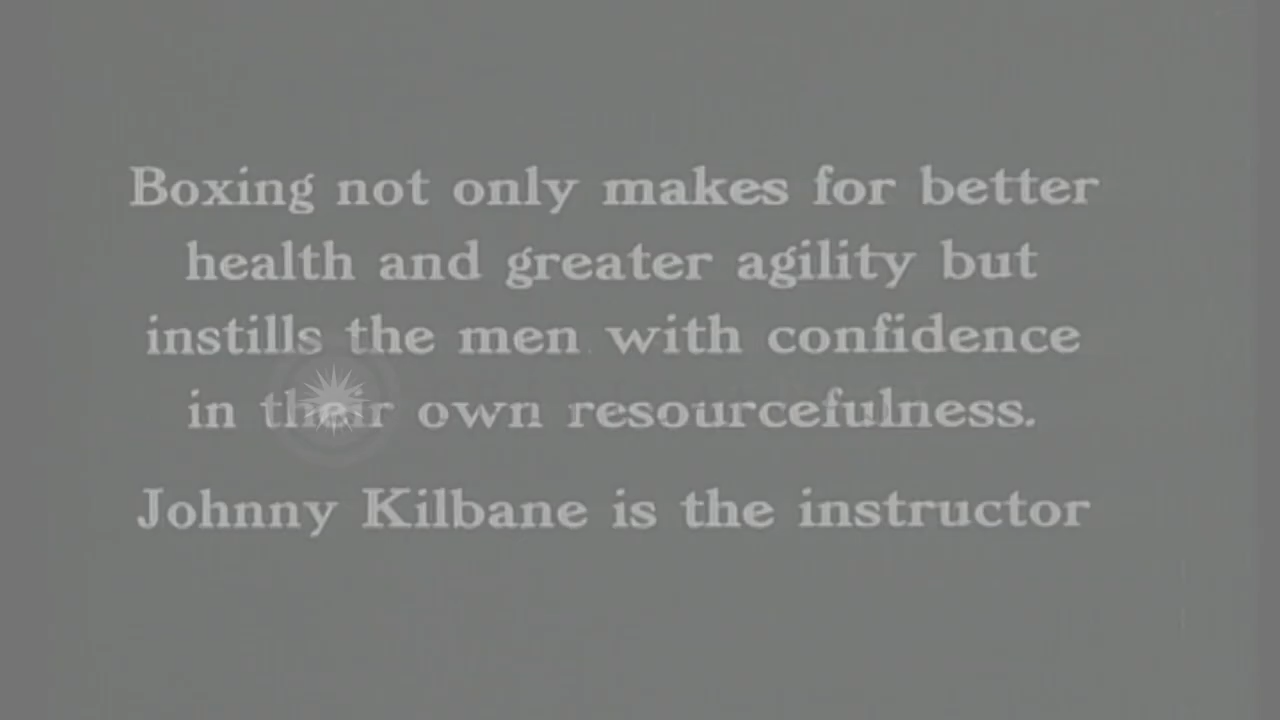 Boxing not only makes for better
health and greater agility but
instills the men with confidence
in their own resourcefulness.
Johnny Kilbane is the instructor